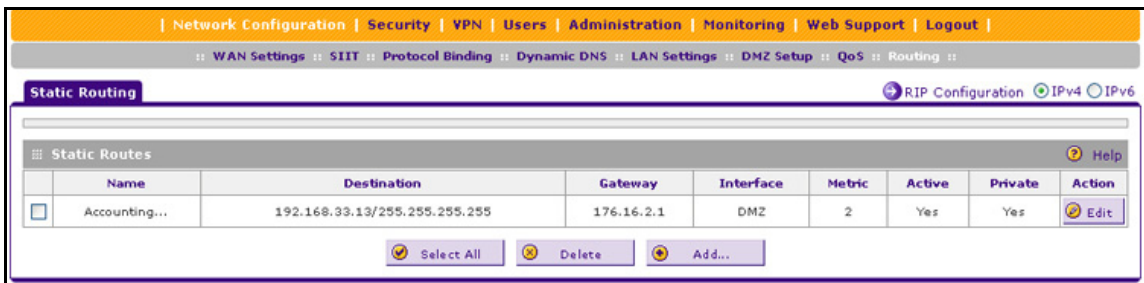 | Network Configuration | Security | VPN | Users | Administration | Monitoring | Web Support | Logout |
:: WAN Settings :: SIIT :: Protocol Binding :: Dynamic DNS :: LAN Settings :: DMZ Setup :: QoS :: Routing ::
Static Routing RIP Configuration IPv4 IPv6
Static Routes Help
Name Destination Gateway Interface Metric Active Private Action
Accounting... 192.168.33.13/255.255.255.255 176.16.2.1 DMZ 2 Yes Yes Edit
Select All Delete Add...